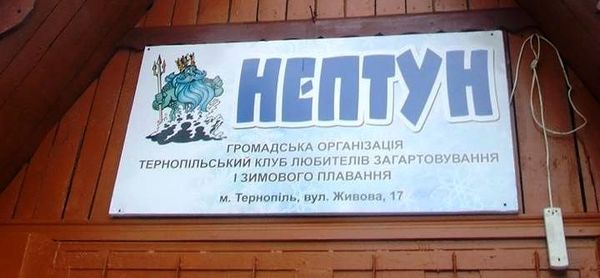 НЕПТУН
ГРОМАДСЬКА ОРГАНІЗАЦІЯ
ТЕРНОПІЛЬСЬКИЙ КЛУБ ЛЮБИТЕЛІВ ЗАГАРТОВУВАННЯ
І ЗИМОВОГО ПЛАВАННЯ
м. Тернопіль, вул. Живова, 17